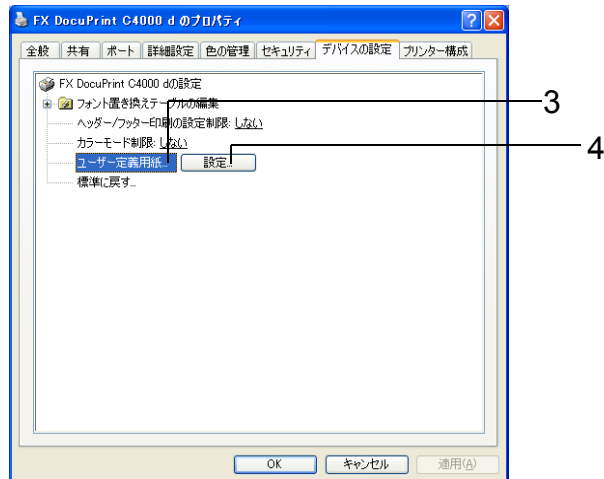 FX DocuPrint C4000 d のプロパティ
全般 共有 ポート 詳細設定 色の管理 セキュリティ デバイスの設定 プリンター構成
FX DocuPrint C4000 dの設定
フォント置き換えテーブルの編集
ヘッダー/フッター印刷の設定制限: しない
カラーモード制限: しない
ユーザー定義用紙... 設定...
標準に戻す...
3
4
OK キャンセル 適用(A)